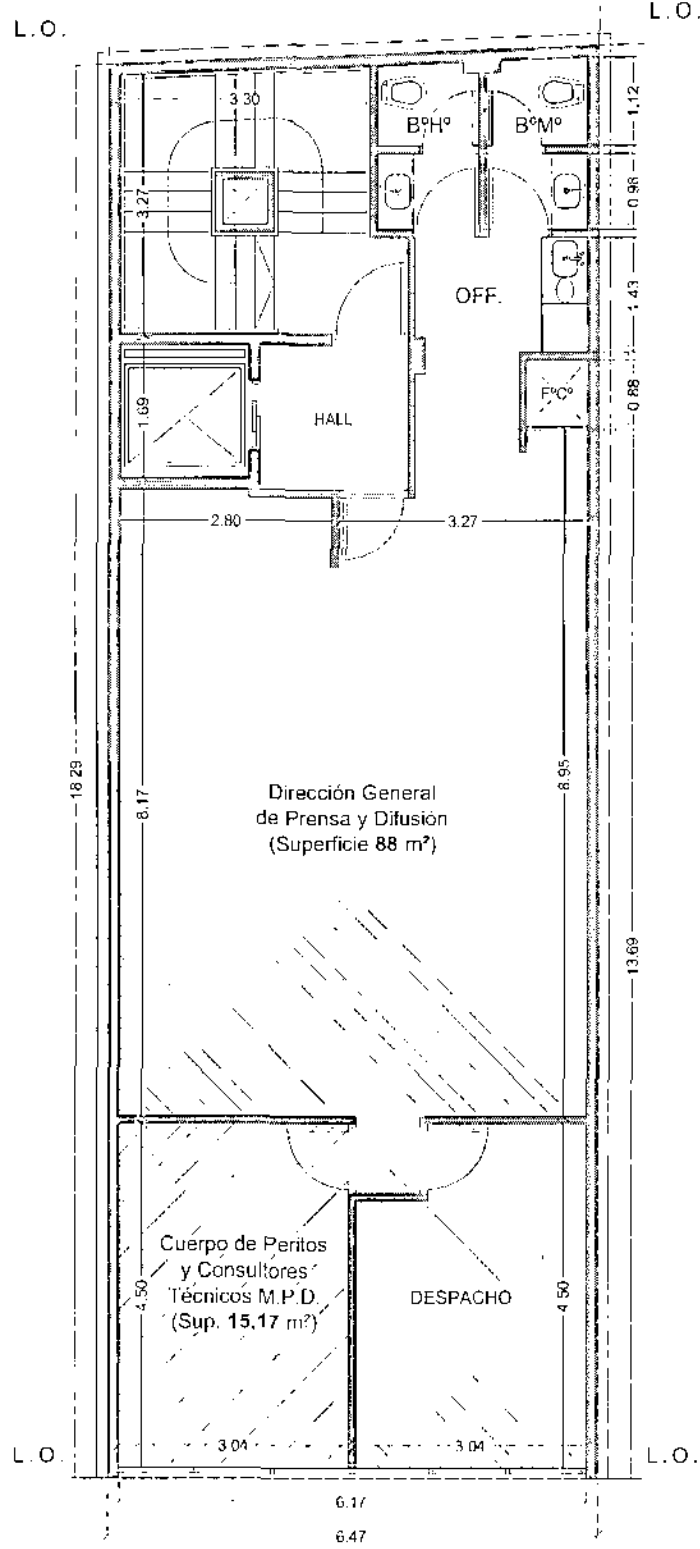 L.O.
L.O.
3.30
BºHº
BºMº
1.12
3.27
0.98
OFF.
1.43
1.69
HALL
FºCº
0.88
2.80
3.27
18.29
8.17
8.95
Dirección General
de Prensa y Difusión
(Superficie 88 m²)
13.69
Cuerpo de Peritos
y Consultores
Técnicos M.P.D.
(Sup. 15,17 m²)
4.50
DESPACHO
4.50
3.04
3.04
L.O.
L.O.
6.17
6.47